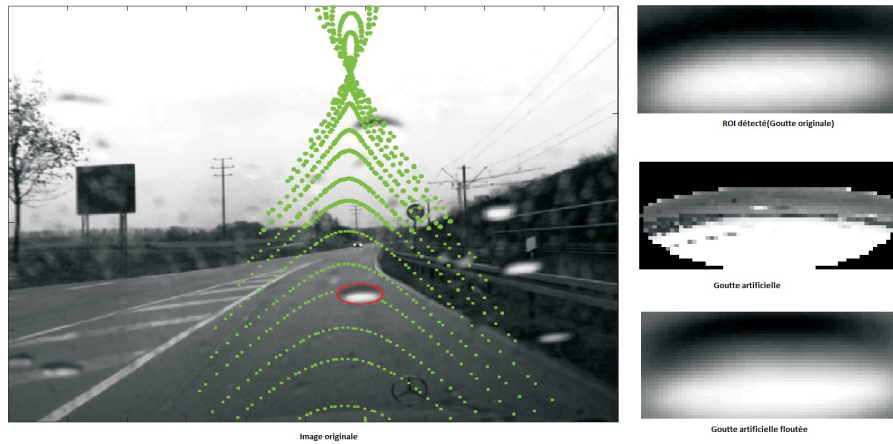 ROI détecté(Goutte originale)
Goutte artificielle
Goutte artificielle floutée
Image originale